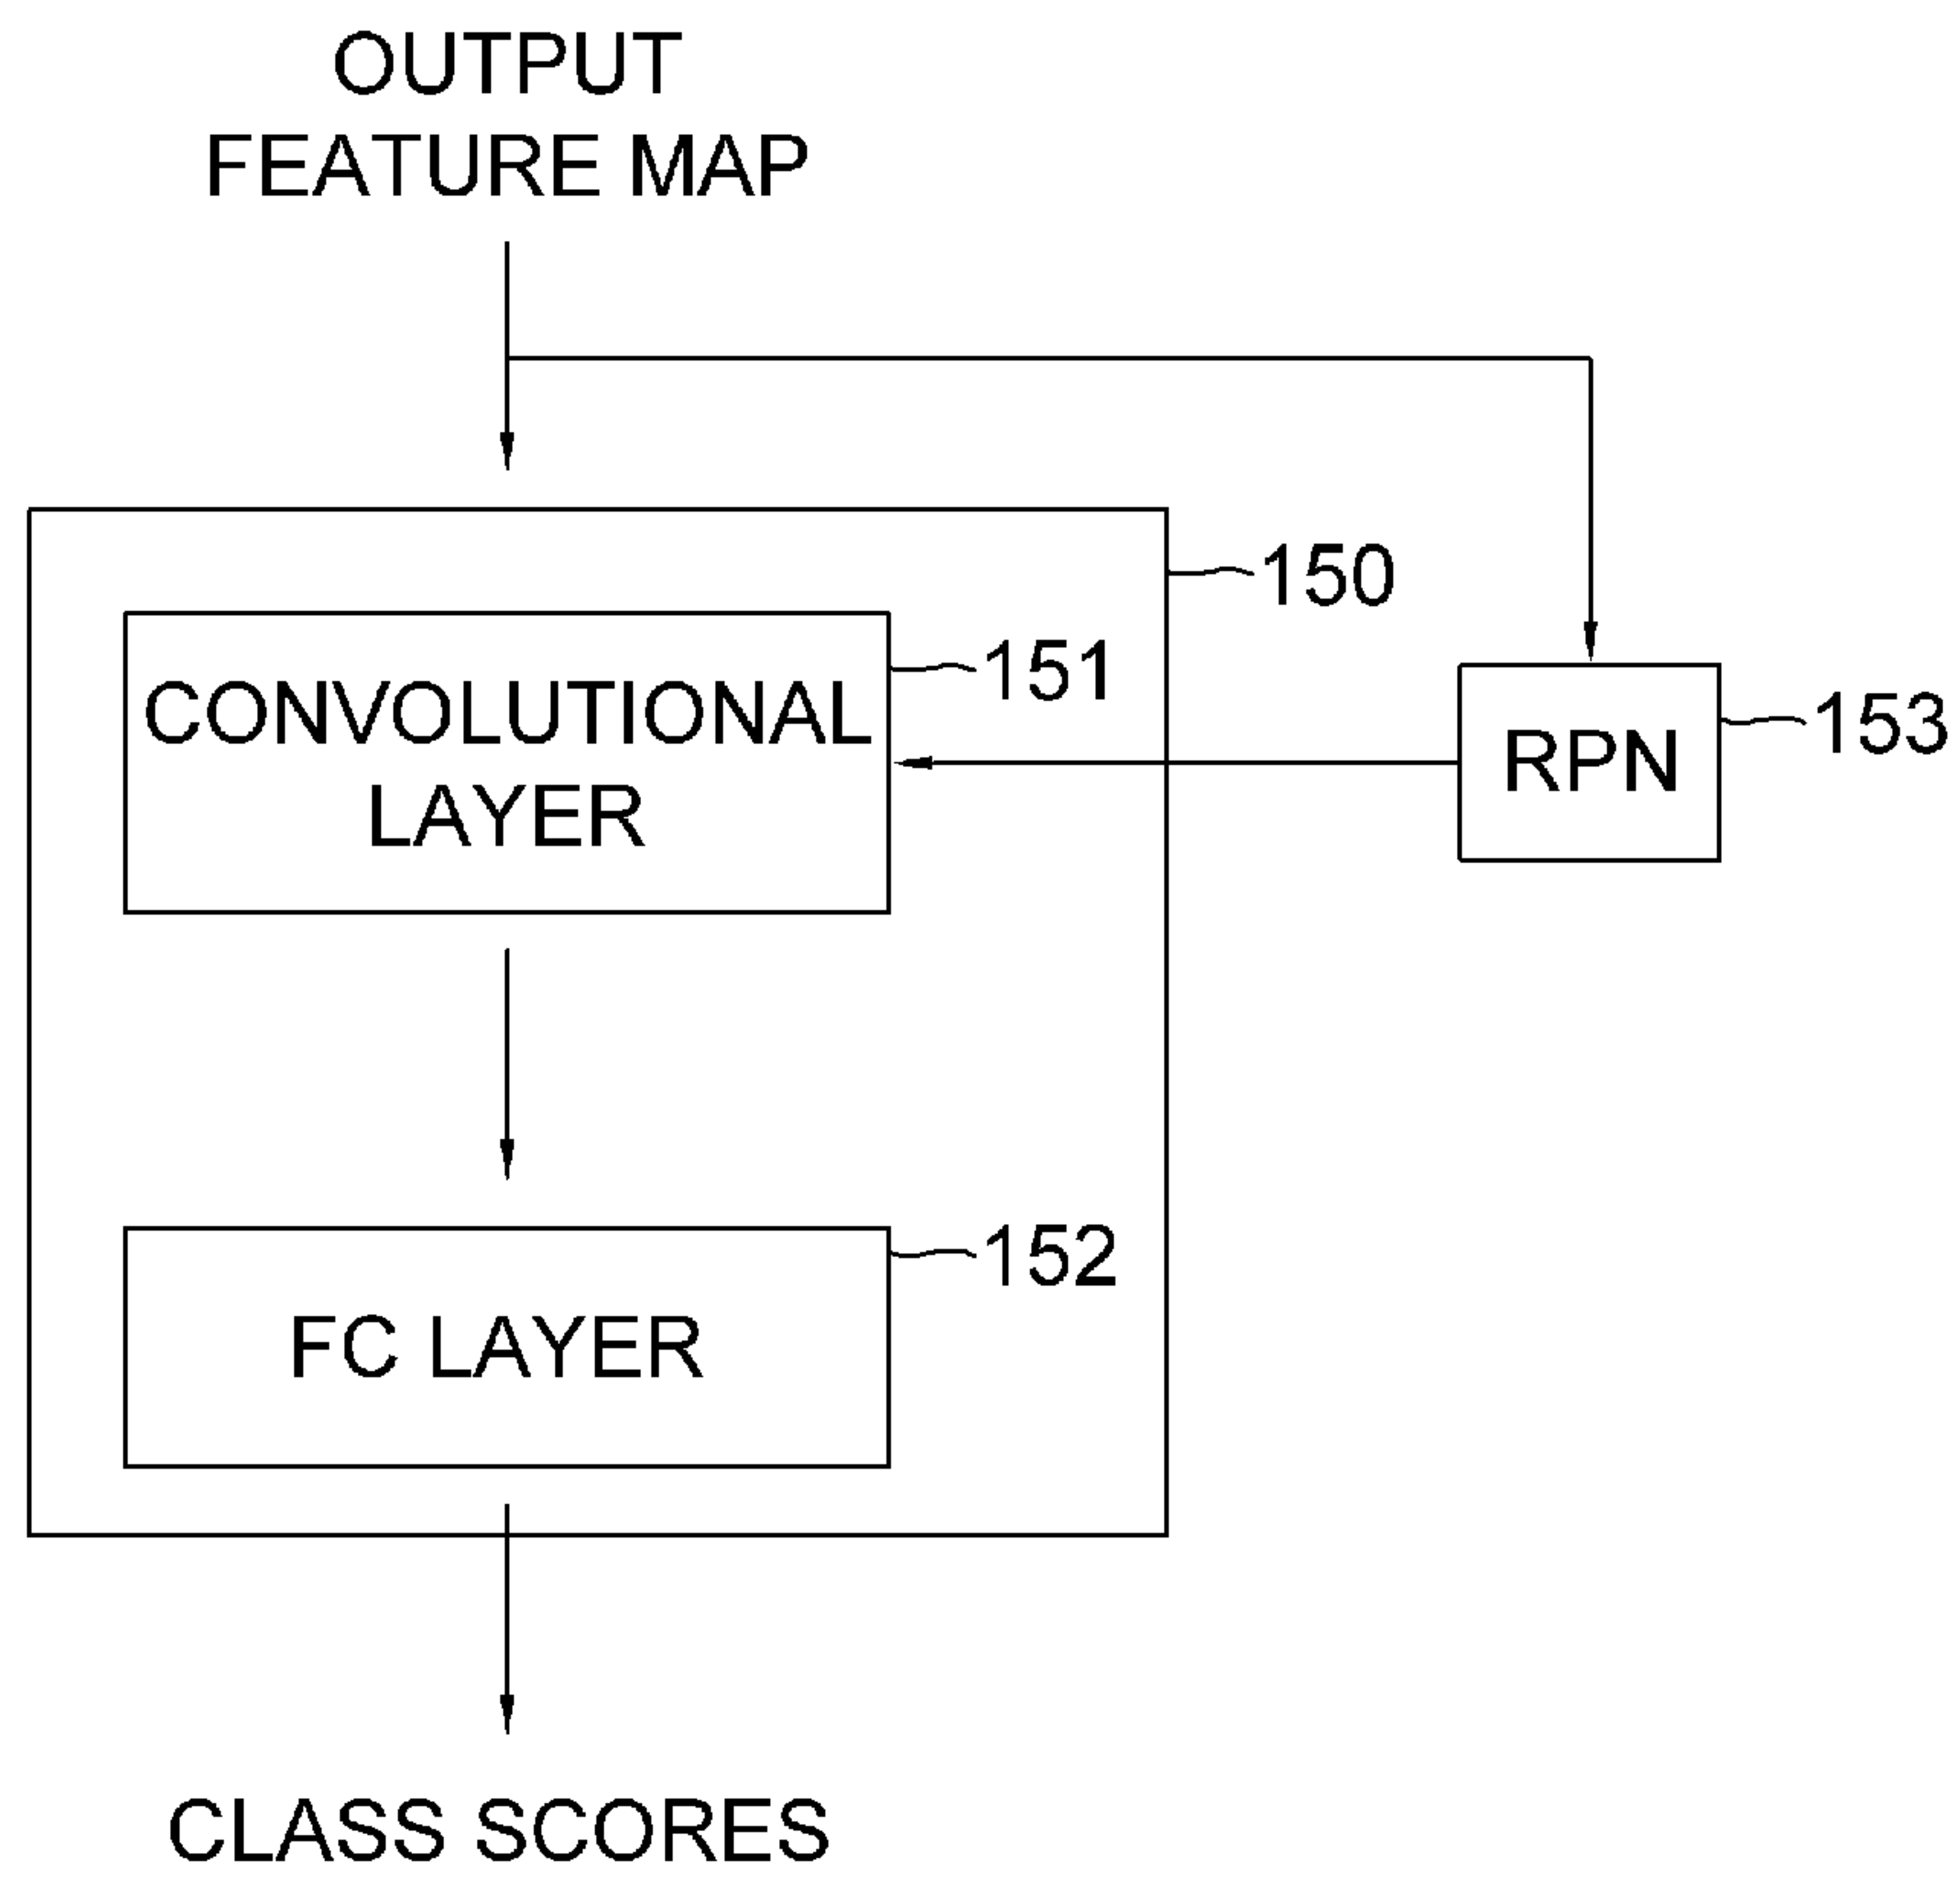 OUTPUT
FEATURE MAP
150
CONVOLUTIONAL
LAYER
151
RPN
153
FC LAYER
152
CLASS SCORES